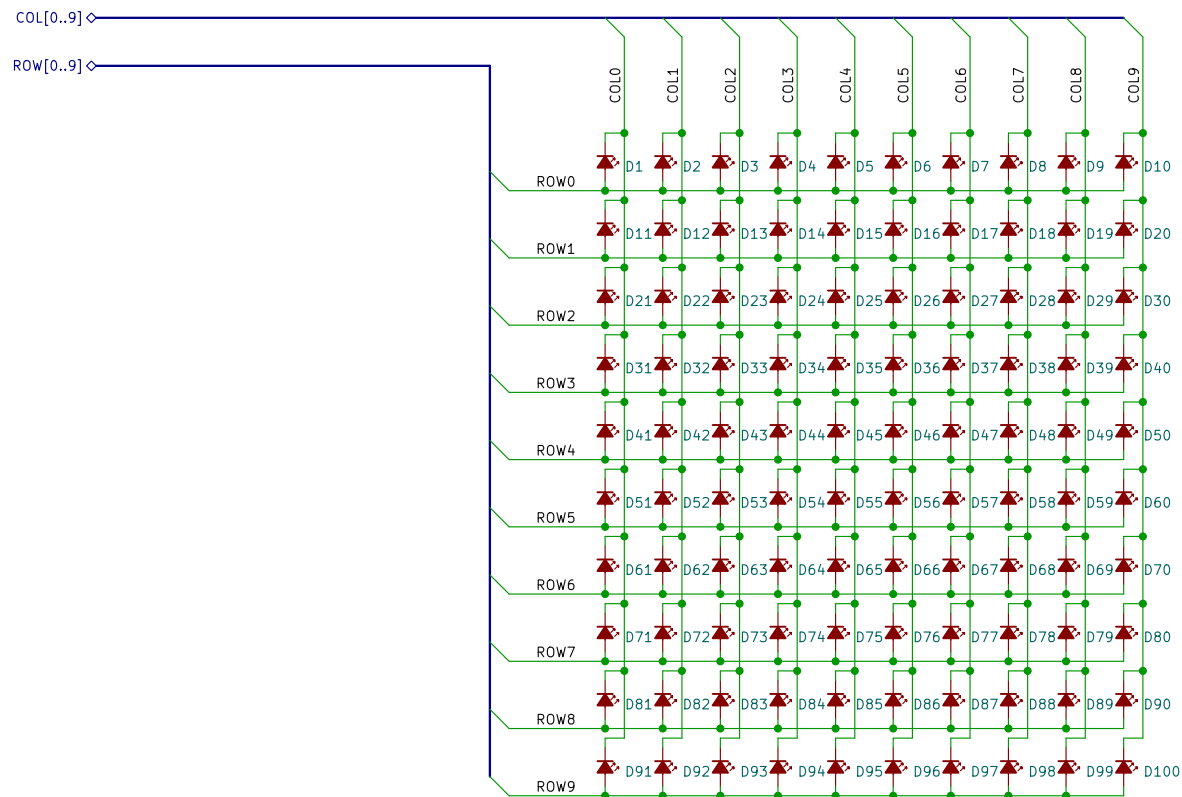 COL[0..9]
ROW[0..9]
COL0 COL1 COL2 COL3 COL4 COL5 COL6 COL7 COL8 COL9
D1 D2 D3 D4 D5 D6 D7 D8 D9 D10
ROW0
D11 D12 D13 D14 D15 D16 D17 D18 D19 D20
ROW1
D21 D22 D23 D24 D25 D26 D27 D28 D29 D30
ROW2
D31 D32 D33 D34 D35 D36 D37 D38 D39 D40
ROW3
D41 D42 D43 D44 D45 D46 D47 D48 D49 D50
ROW4
D51 D52 D53 D54 D55 D56 D57 D58 D59 D60
ROW5
D61 D62 D63 D64 D65 D66 D67 D68 D69 D70
ROW6
D71 D72 D73 D74 D75 D76 D77 D78 D79 D80
ROW7
D81 D82 D83 D84 D85 D86 D87 D88 D89 D90
ROW8
D91 D92 D93 D94 D95 D96 D97 D98 D99 D100
ROW9